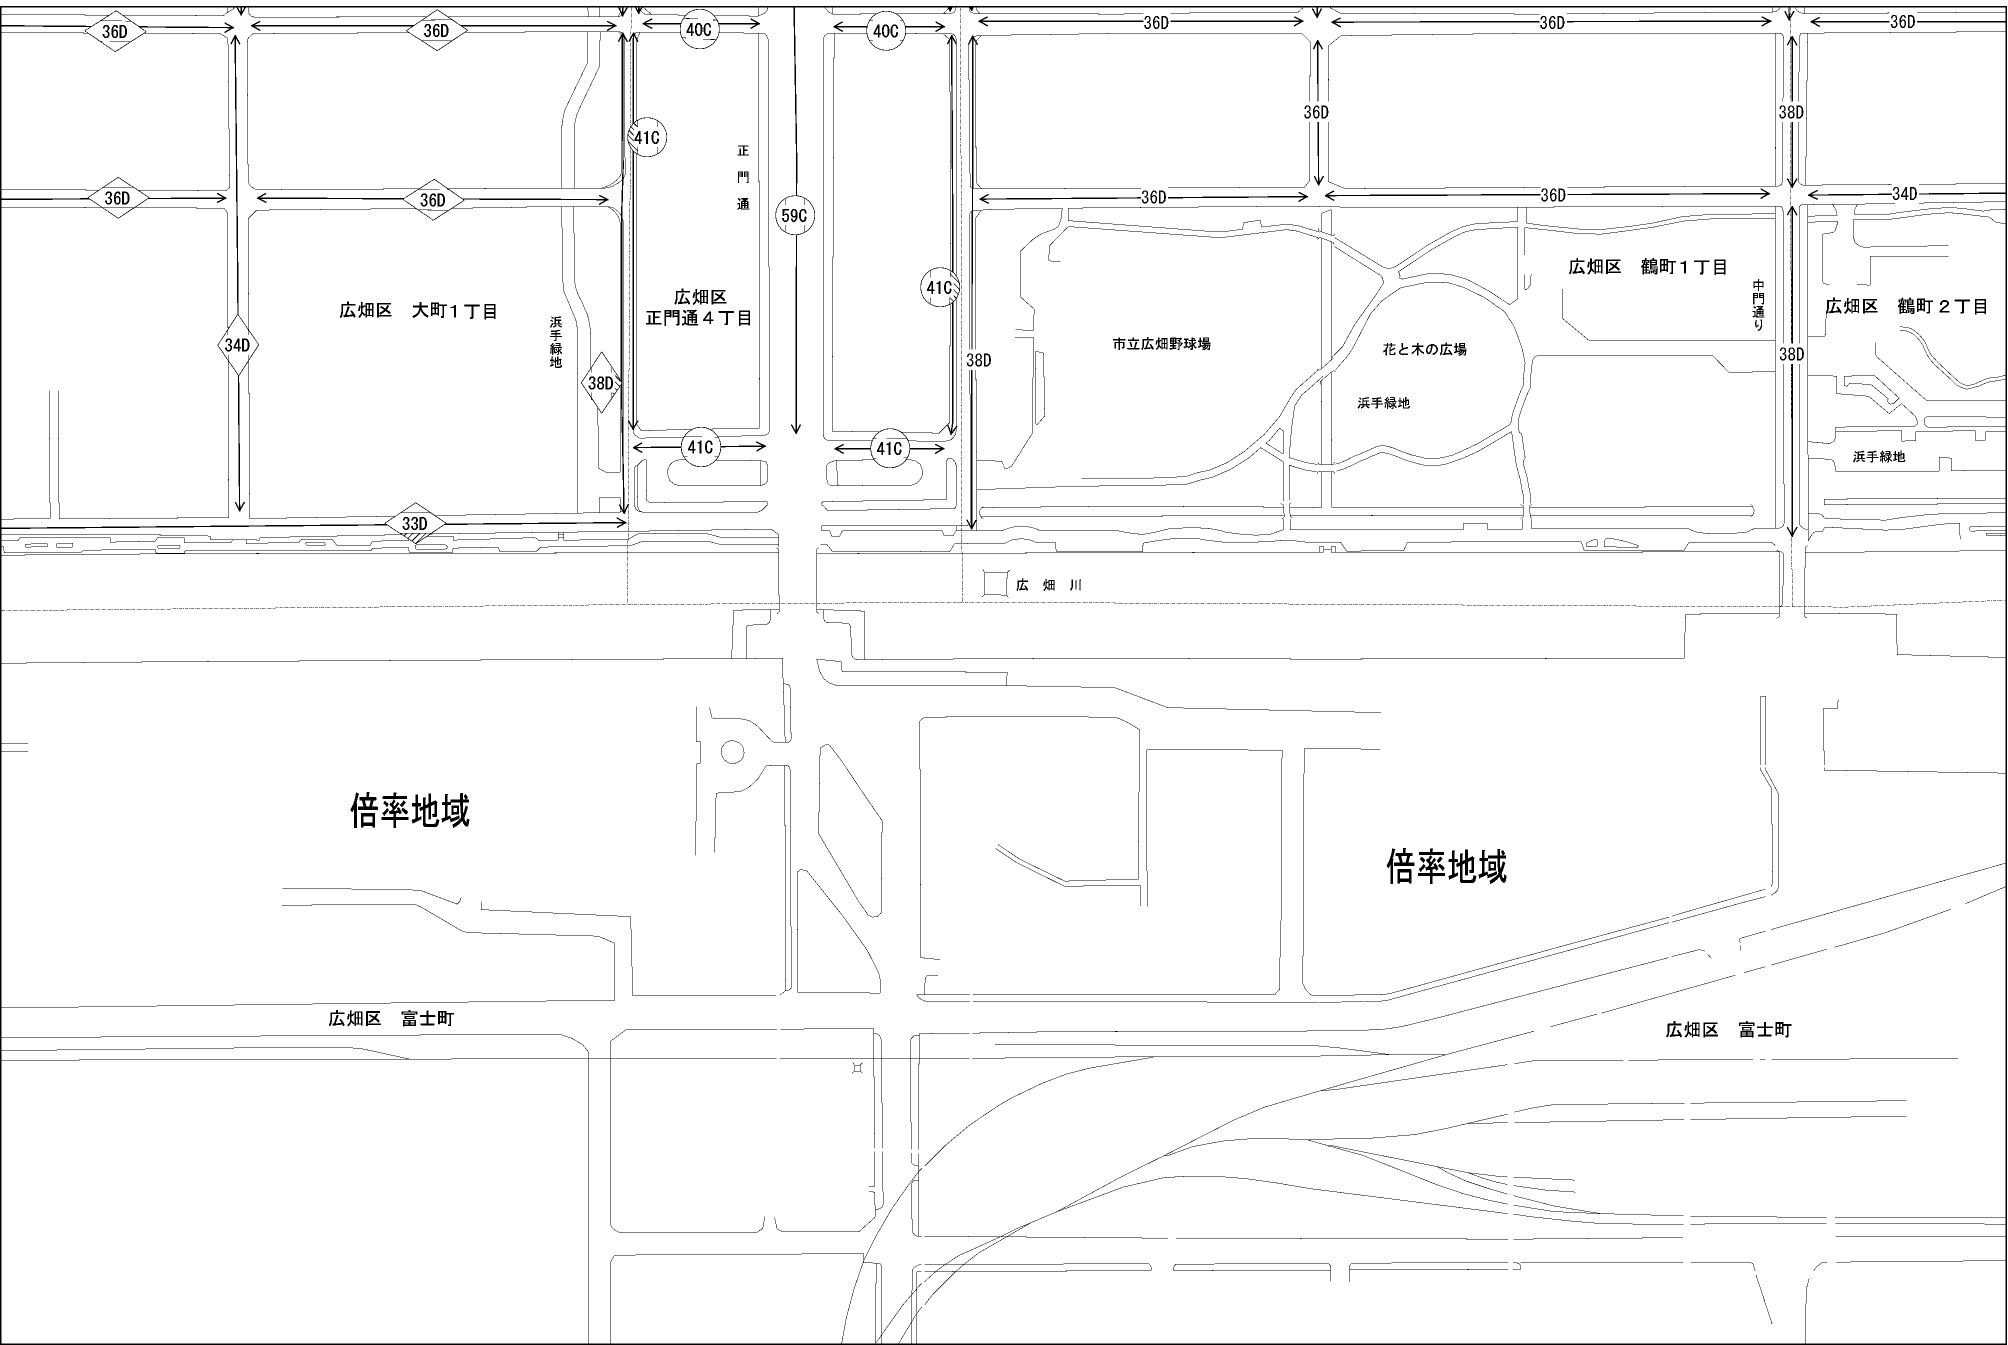 36D
36D
40C
40C
36D
36D
36D
41C
36D
38D
正門通
36D
36D
59C
36D
36D
34D
広畑区　大町1丁目
浜手緑地
広畑区
正門通4丁目
41C
広畑区　鶴町1丁目
中門通り
広畑区　鶴町2丁目
34D
38D
38D
市立広畑野球場
花と木の広場
38D
浜手緑地
41C
41C
浜手緑地
33D
広畑川
倍率地域
倍率地域
広畑区　富士町
広畑区　富士町